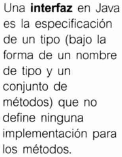 Una interfaz en Java
es la especificación
de un tipo (bajo la
forma de un nombre
de tipo y un
conjunto de
métodos) que no
define ninguna
implementación para
los métodos.